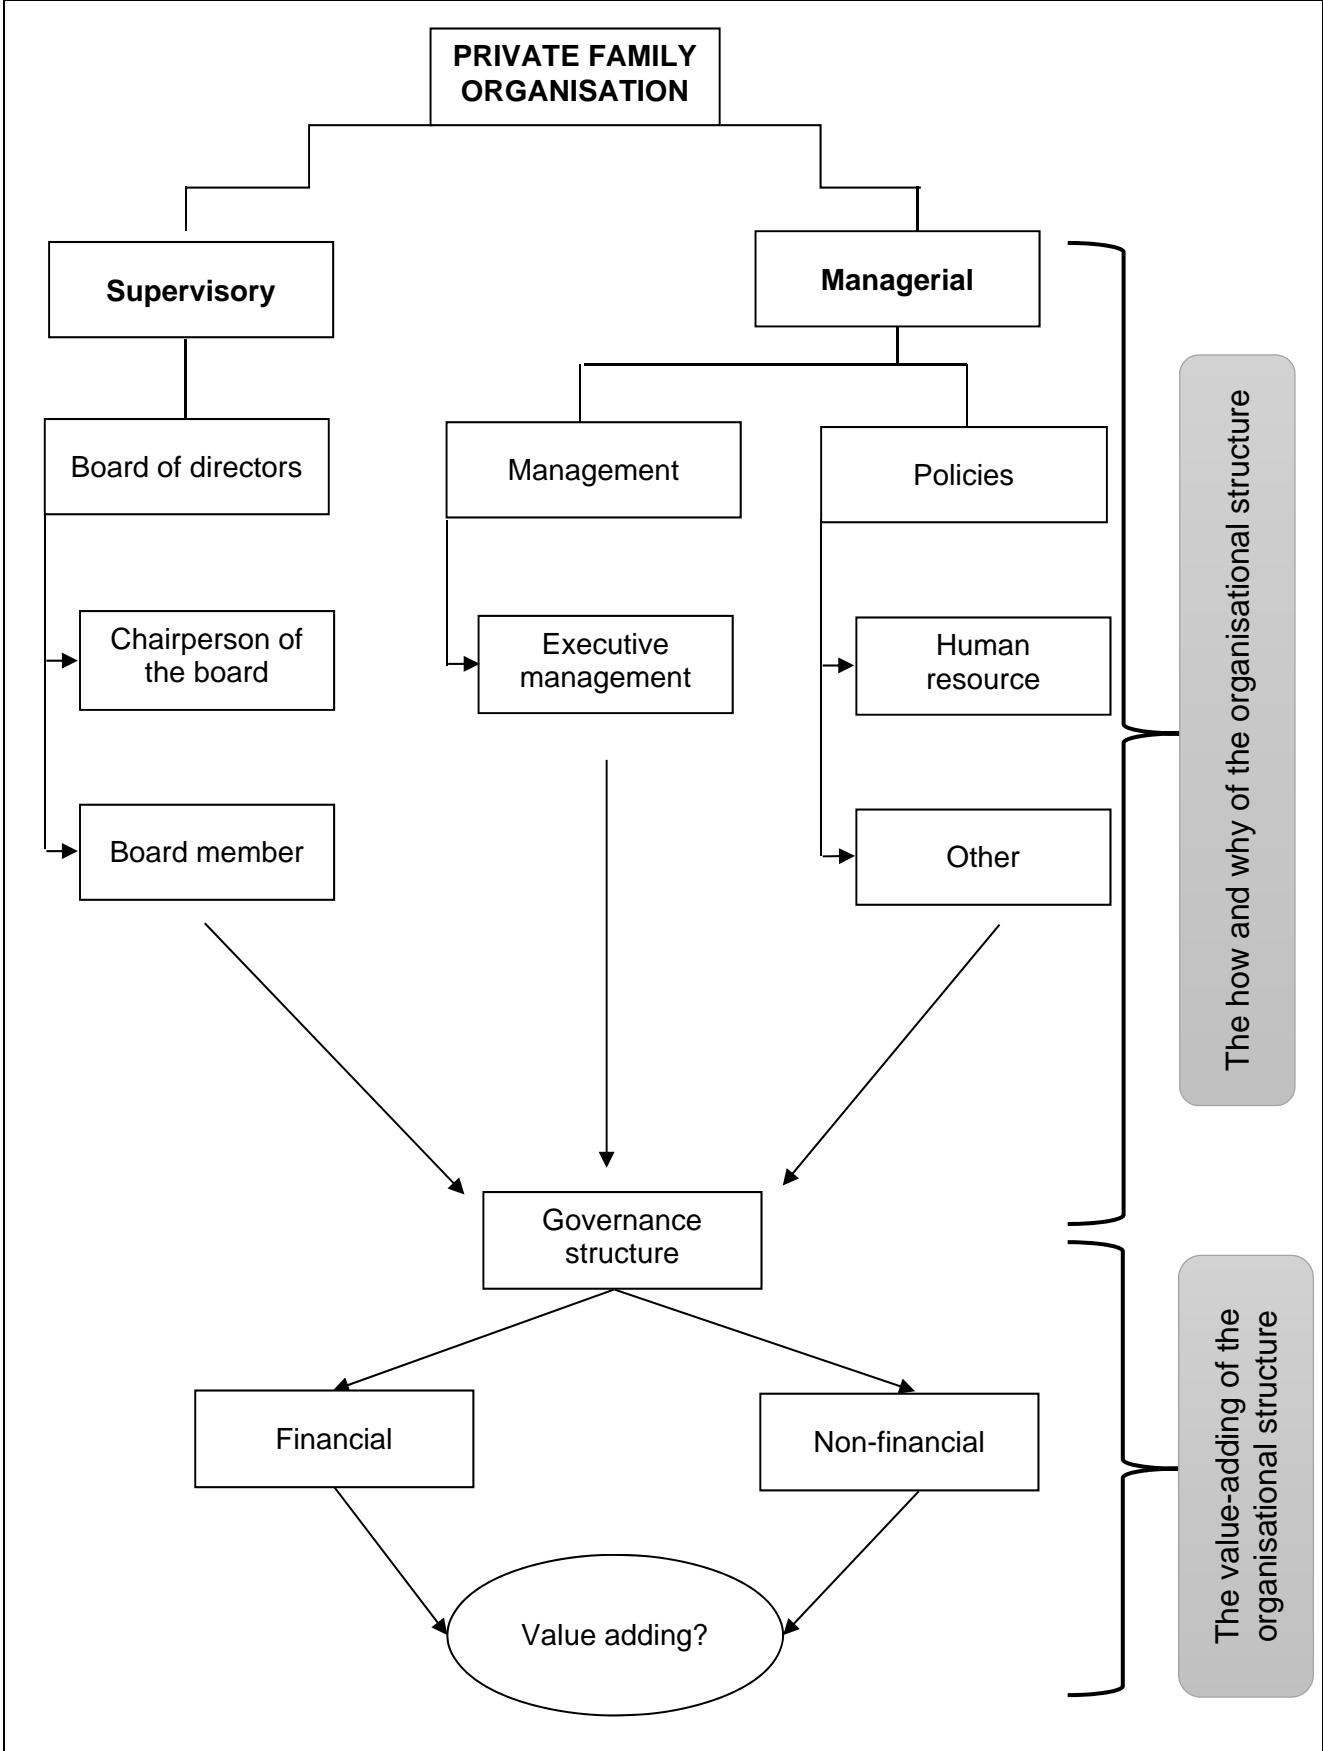 PRIVATE FAMILY
ORGANISATION
Supervisory
Managerial
Board of directors
Management
Policies
Chairperson of
the board
Executive
management
Human
resource
Board member
Other
The how and why of the organisational structure
Governance
structure
Financial
Non-financial
Value adding?
The value-adding of the
organisational structure